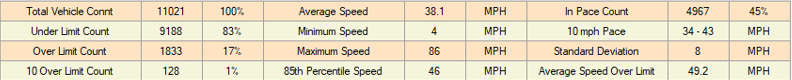 Total Vehicle Connt 11021 100% Average Speed 38.1 MPH In Pace Count 4967 45%
Under Limit Count 9188 83% Minimum Speed 4 MPH 10 mph Pace 34 - 43 MPH
Over Limit Count 1833 17% Maximum Speed 86 MPH Standard Deviation 8 MPH
10 Over Limit Count 128 1% 85th Percentile Speed 46 MPH Average Speed Over Limit 49.2 MPH